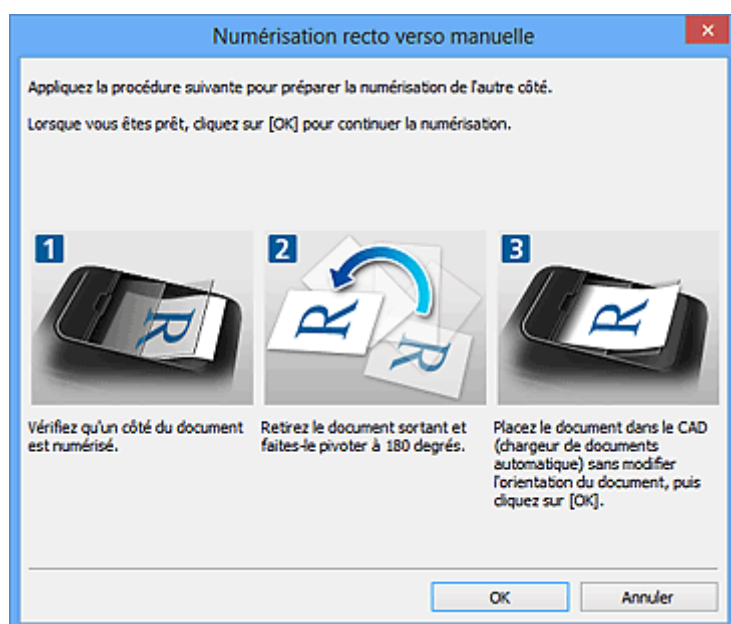 Numérisation recto verso manuelle
Appliquez la procédure suivante pour préparer la numérisation de l'autre côté.
Lorsque vous êtes prêt, cliquez sur [OK] pour continuer la numérisation.
1
2
3
R
R
R
R
Vérifiez qu'un côté du document
est numérisé.
Retirez le document sortant et
faites-le pivoter à 180 degrés.
Placez le document dans le CAD
(chargeur de documents
automatique) sans modifier
l'orientation du document, puis
cliquez sur [OK].
OK
Annuler